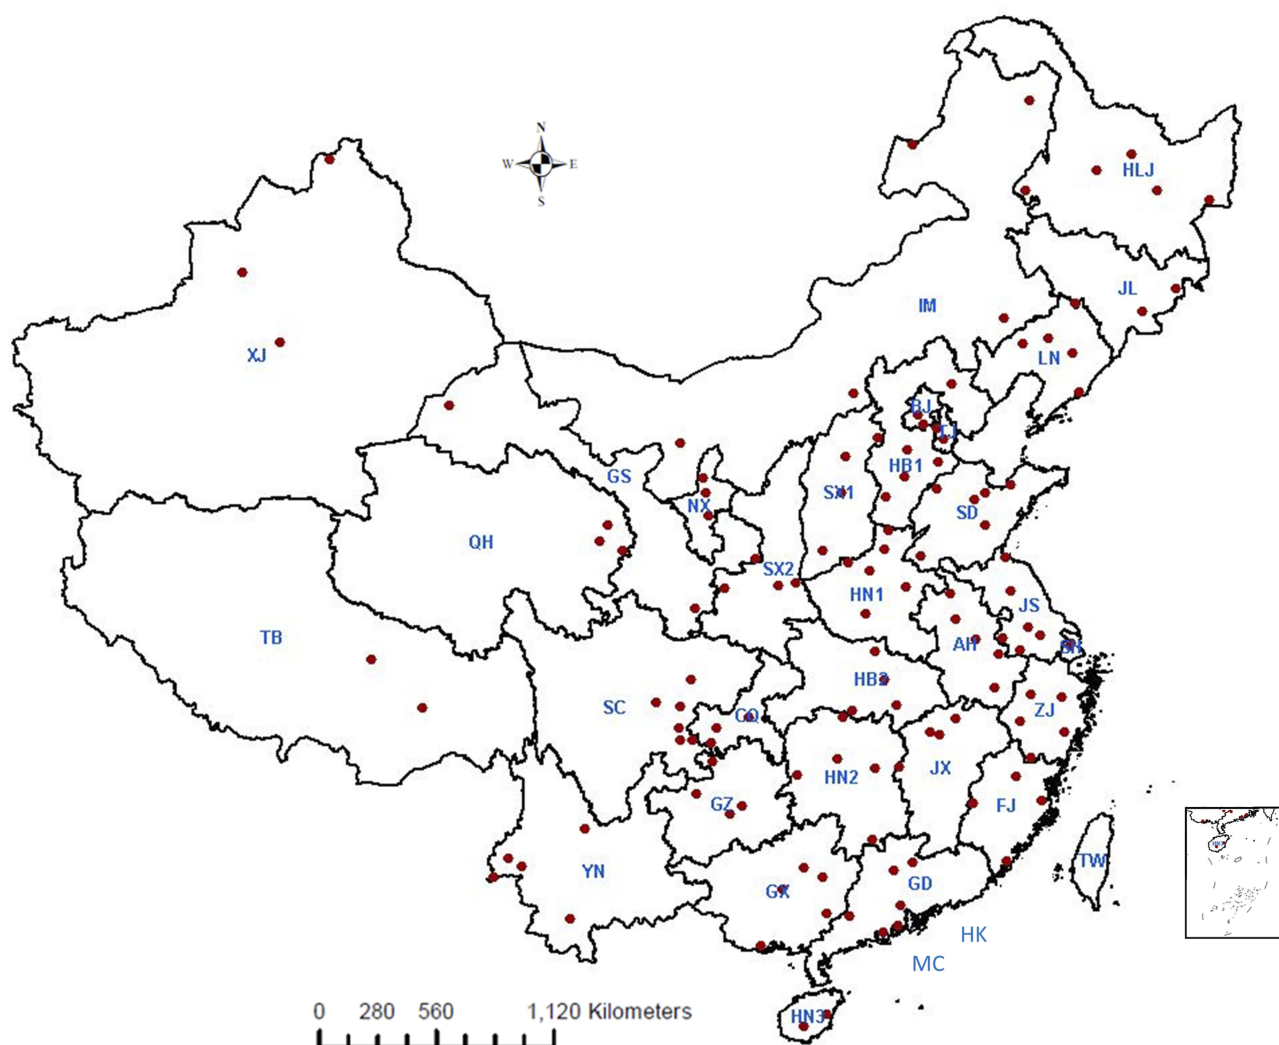 N
W E
S
HLJ
JL
IM
XJ
LN
BJ
TJ
HB1
GS
SX1
NX
SD
QH
SX2
HN1
JS
TB
AH
SH
HB2
SC
CQ
ZJ
HN2
JX
GZ
FJ
TW
YN
GD
GX
HK
MC
HN3
0 280 560 1,120 Kilometers